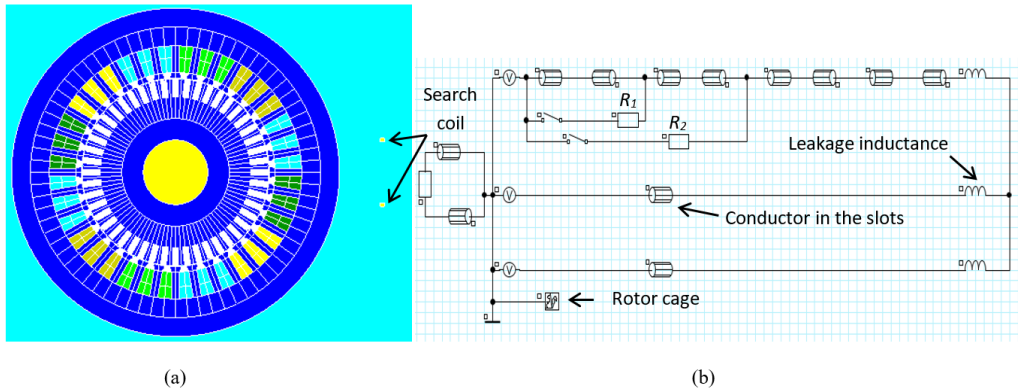 Search
coil
V
R1
R2
Leakage inductance
V
Conductor in the slots
V
Rotor cage
(a)
(b)